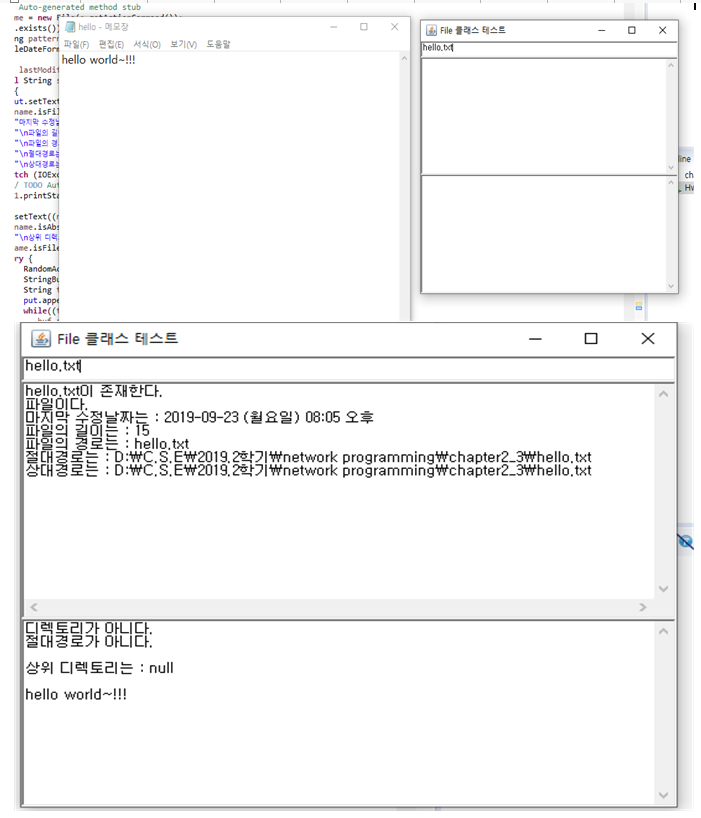 Auto-generated method stub
.exists()
ng pattern
leDateForm
lastModif
l String s
{
ut.setText
name.isFil
"마지막 수정날
"\n파일의 길이
"\n파일의 경로
"\n절대경로는
"\n상대경로는
tch (IOExc
/ TODO Aut
1.printSta
setText((n
name.isAbs
"\n상위 디렉토
ame.isFile
ry {
RandomAc
StringBu
String t
put.appe
while((t
hello - 메모장
파일(F) 편집(E) 서식(O) 보기(V) 도움말
hello world~!!!
File 클래스 테스트
hello.txt
line
ch
Hw
File 클래스 테스트
hello.txt
hello.txt이 존재한다.
파일이다.
마지막 수정날짜는 : 2019-09-23 (월요일) 08:05 오후
파일의 길이는 : 15
파일의 경로는 : hello.txt
절대경로는 : D:₩C.S.E₩2019.2학기₩network programming₩chapter2_3₩hello.txt
상대경로는 : D:₩C.S.E₩2019.2학기₩network programming₩chapter2_3₩hello.txt
디렉토리가 아니다.
절대경로가 아니다.
상위 디렉토리는 : null
hello world~!!!